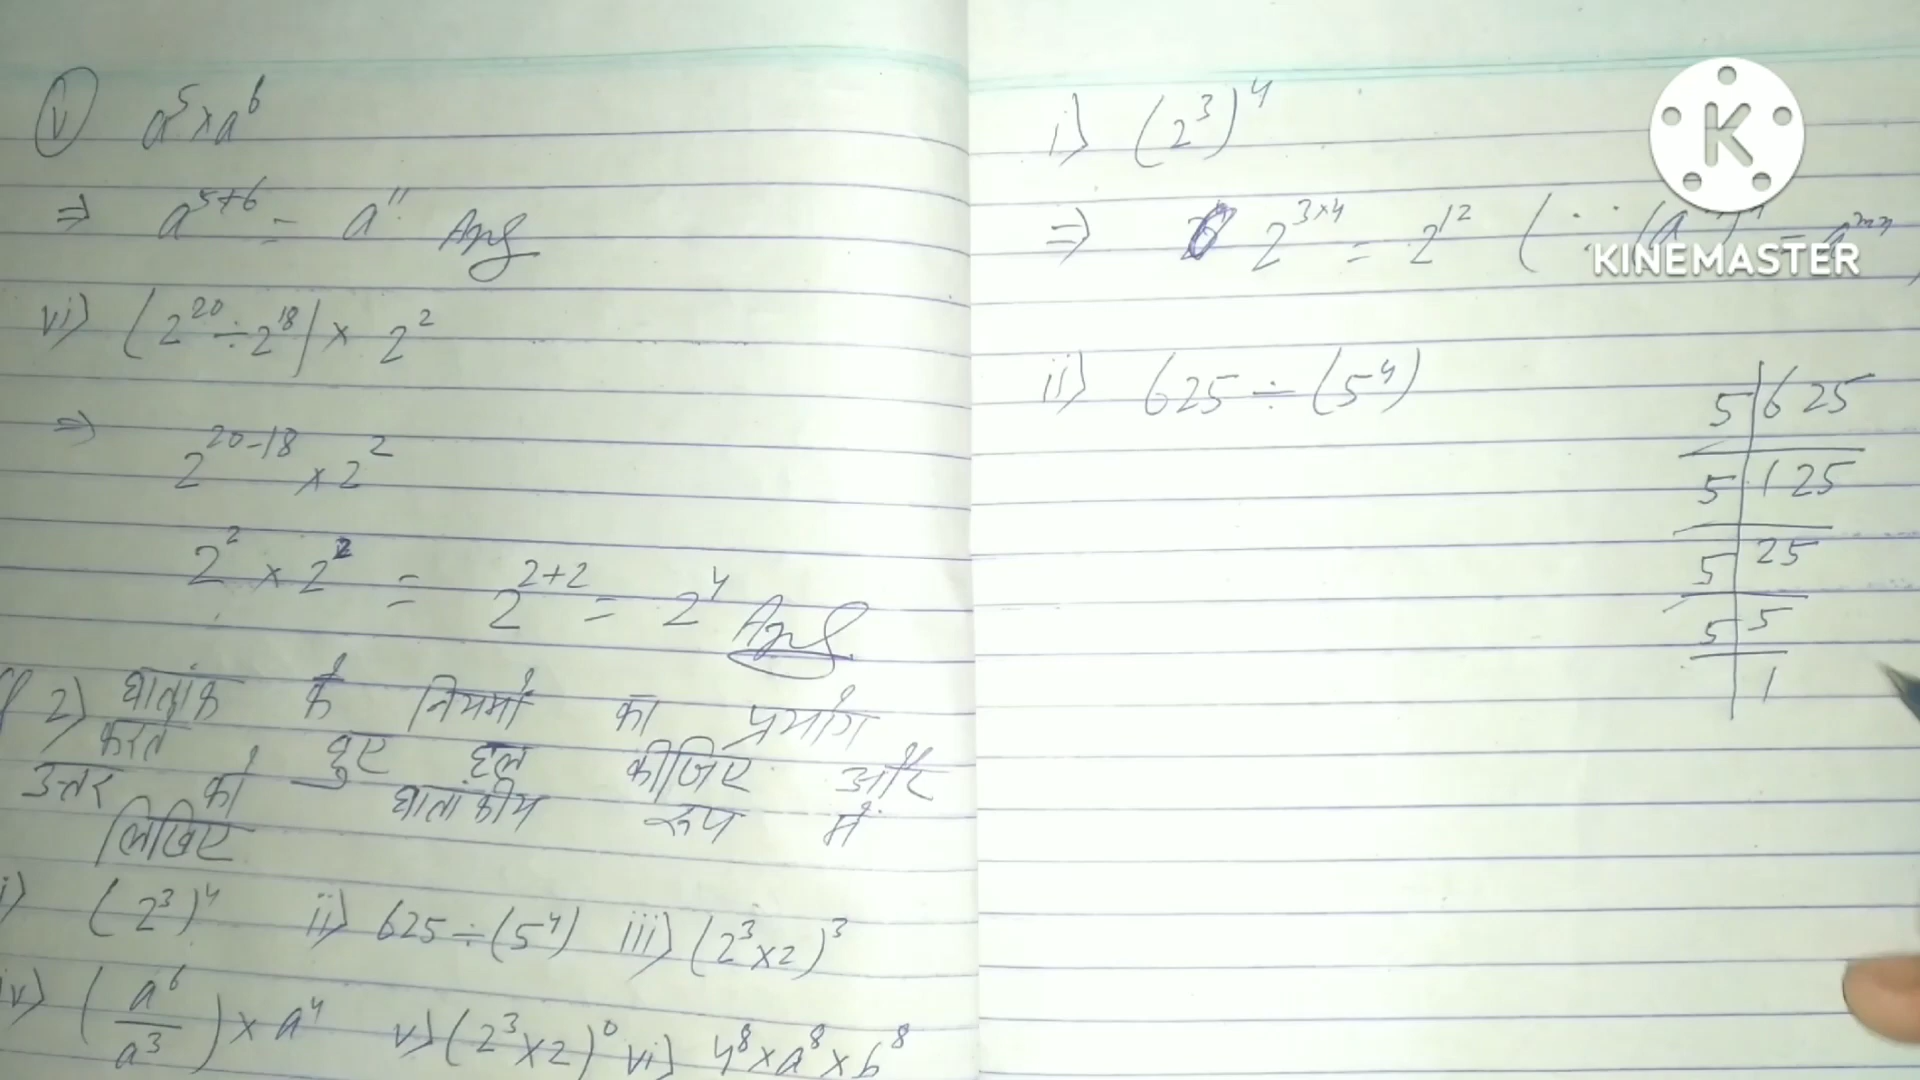 v) a⁵ × a⁶
⇒ a⁵⁺⁶ = a¹¹ Ans
vi) (2²⁰ ÷ 2¹⁸) × 2²
⇒ 2²⁰⁻¹⁸ × 2²
2² × 2² = 2²⁺² = 2⁴ Ans
2) घातांक के नियमों का प्रयोग
करते हुए हल कीजिए और
उत्तर को घातांकीय रूप में
लिखिए
i) (2³)⁴ ii) 625 ÷ (5⁴) iii) (2³ × 2)³
iv) (a⁶/a³) × a⁴ v) (2³ × 2)⁰ vi) 4⁸ × a⁸ × b⁸
i) (2³)⁴
⇒ 2³ˣ⁴ = 2¹² (∵ = aᵐⁿ)
ii) 625 ÷ (5⁴)
5 | 625
5 | 125
5 | 25
5 | 5
| 1
K
KINEMASTER